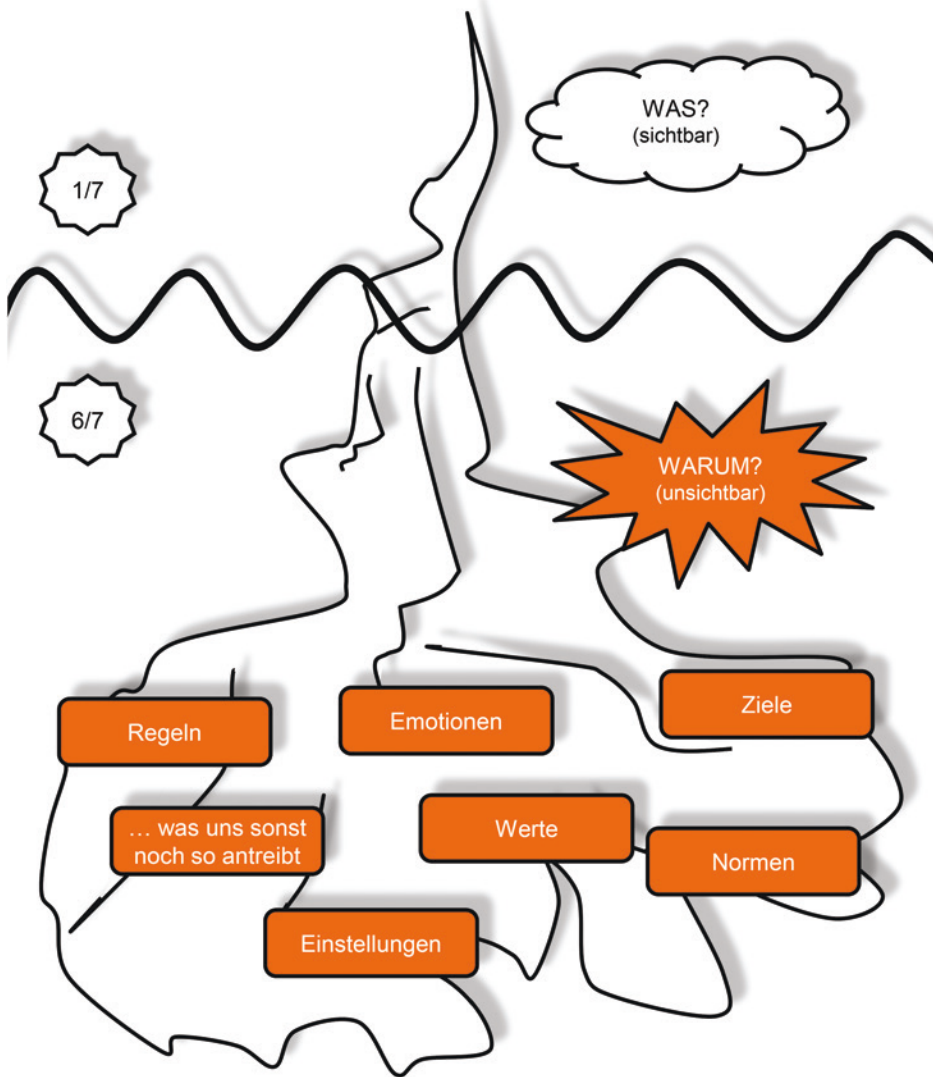 WAS?
(sichtbar)
1/7
6/7
WARUM?
(unsichtbar)
Regeln
Emotionen
Ziele
... was uns sonst
noch so antreibt
Werte
Normen
Einstellungen